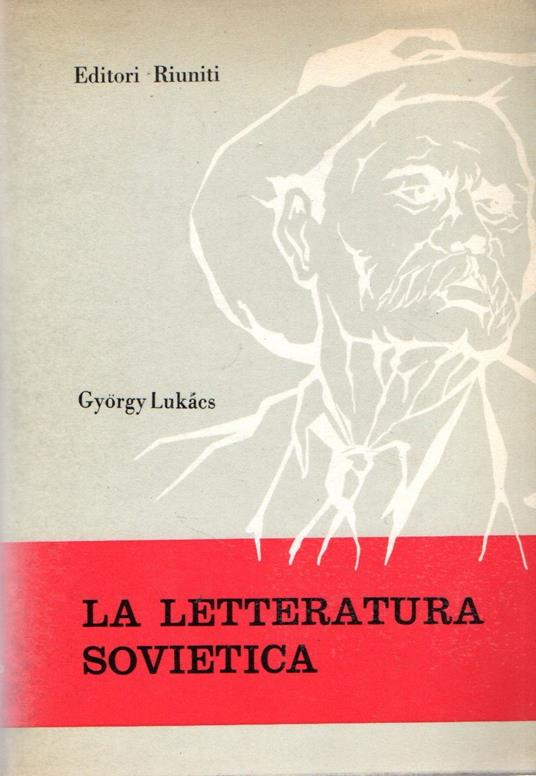 Editori Riuniti
György Lukács
LA LETTERATURA
SOVIETICA